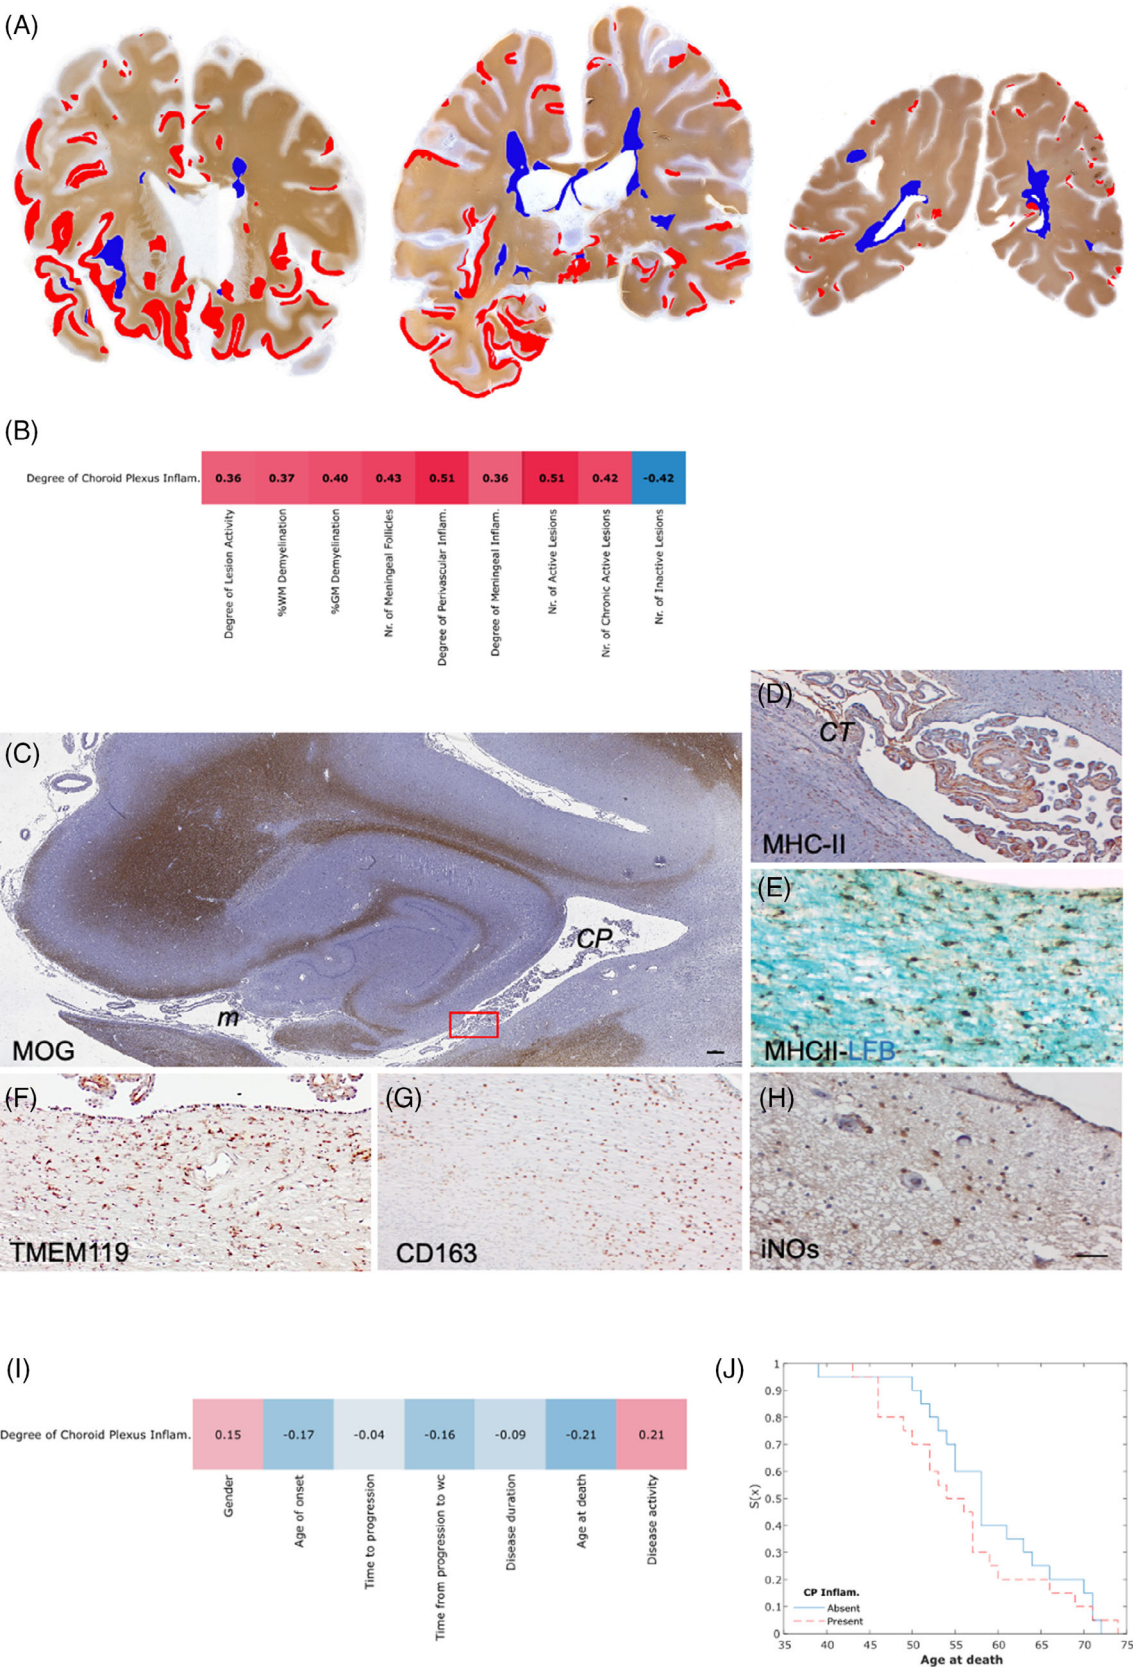 (A)
(B)
Degree of Choroid Plexus Inflam.
0.36 0.37 0.40 0.43 0.51 0.36 0.51 0.42 -0.42
Degree of Lesion Activity
%WM Demyelination
%GM Demyelination
Nr. of Meningeal Follicles
Degree of Perivascular Inflam.
Degree of Meningeal Inflam.
Nr. of Active Lesions
Nr. of Chronic Active Lesions
Nr. of Inactive Lesions
(C)
CP
m
MOG
(D)
CT
MHC-II
(E)
MHCII-LFB
(F)
TMEM119
(G)
CD163
(H)
iNOs
(I)
Degree of Choroid Plexus Inflam.
0.15 -0.17 -0.04 -0.16 -0.09 -0.21 0.21
Gender
Age of onset
Time to progression
Time from progression to wc
Disease duration
Age at death
Disease activity
(J)
1
0.9
0.8
0.7
0.6
0.5
0.4
0.3
0.2
0.1
0
S(x)
CP Inflam.
Absent
Present
35 40 45 50 55 60 65 70 75
Age at death